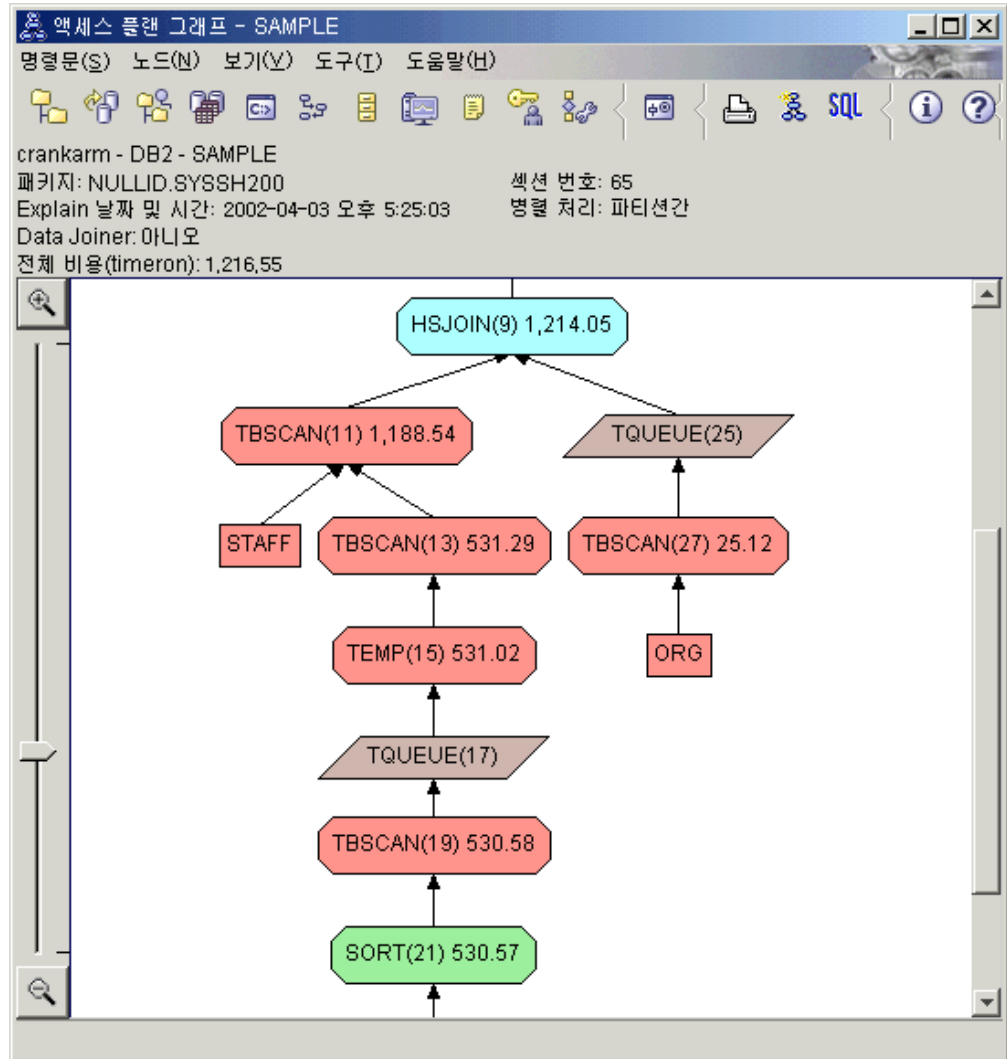 액세스 플랜 그래프 - SAMPLE
명령문(S) 노드(N) 보기(V) 도구(T) 도움말(H)
SQL
crankarm - DB2 - SAMPLE
패키지: NULLID.SYSSH200 섹션 번호: 65
Explain 날짜 및 시간: 2002-04-03 오후 5:25:03 병렬 처리: 파티션간
Data Joiner: 아니오
전체 비용(timeron): 1,216,55
HSJOIN(9) 1,214.05
TBSCAN(11) 1,188.54 TQUEUE(25)
STAFF TBSCAN(13) 531.29 TBSCAN(27) 25.12
TEMP(15) 531.02 ORG
TQUEUE(17)
TBSCAN(19) 530.58
SORT(21) 530.57